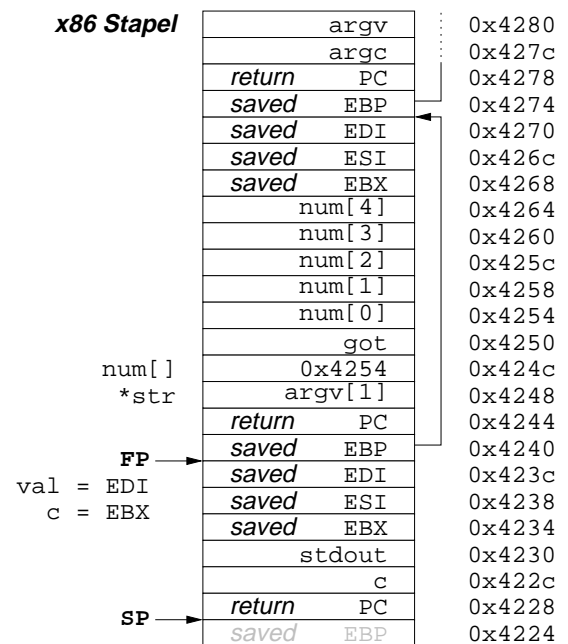 x86 Stapel argv 0x4280
argc 0x427c
return PC 0x4278
saved EBP 0x4274
saved EDI 0x4270
saved ESI 0x426c
saved EBX 0x4268
num[4] 0x4264
num[3] 0x4260
num[2] 0x425c
num[1] 0x4258
num[0] 0x4254
got 0x4250
num[] 0x4254 0x424c
*str argv[1] 0x4248
return PC 0x4244
saved EBP 0x4240
FP
saved EDI 0x423c
val = EDI
saved ESI 0x4238
c = EBX
saved EBX 0x4234
stdout 0x4230
c 0x422c
return PC 0x4228
SP
saved EBP 0x4224